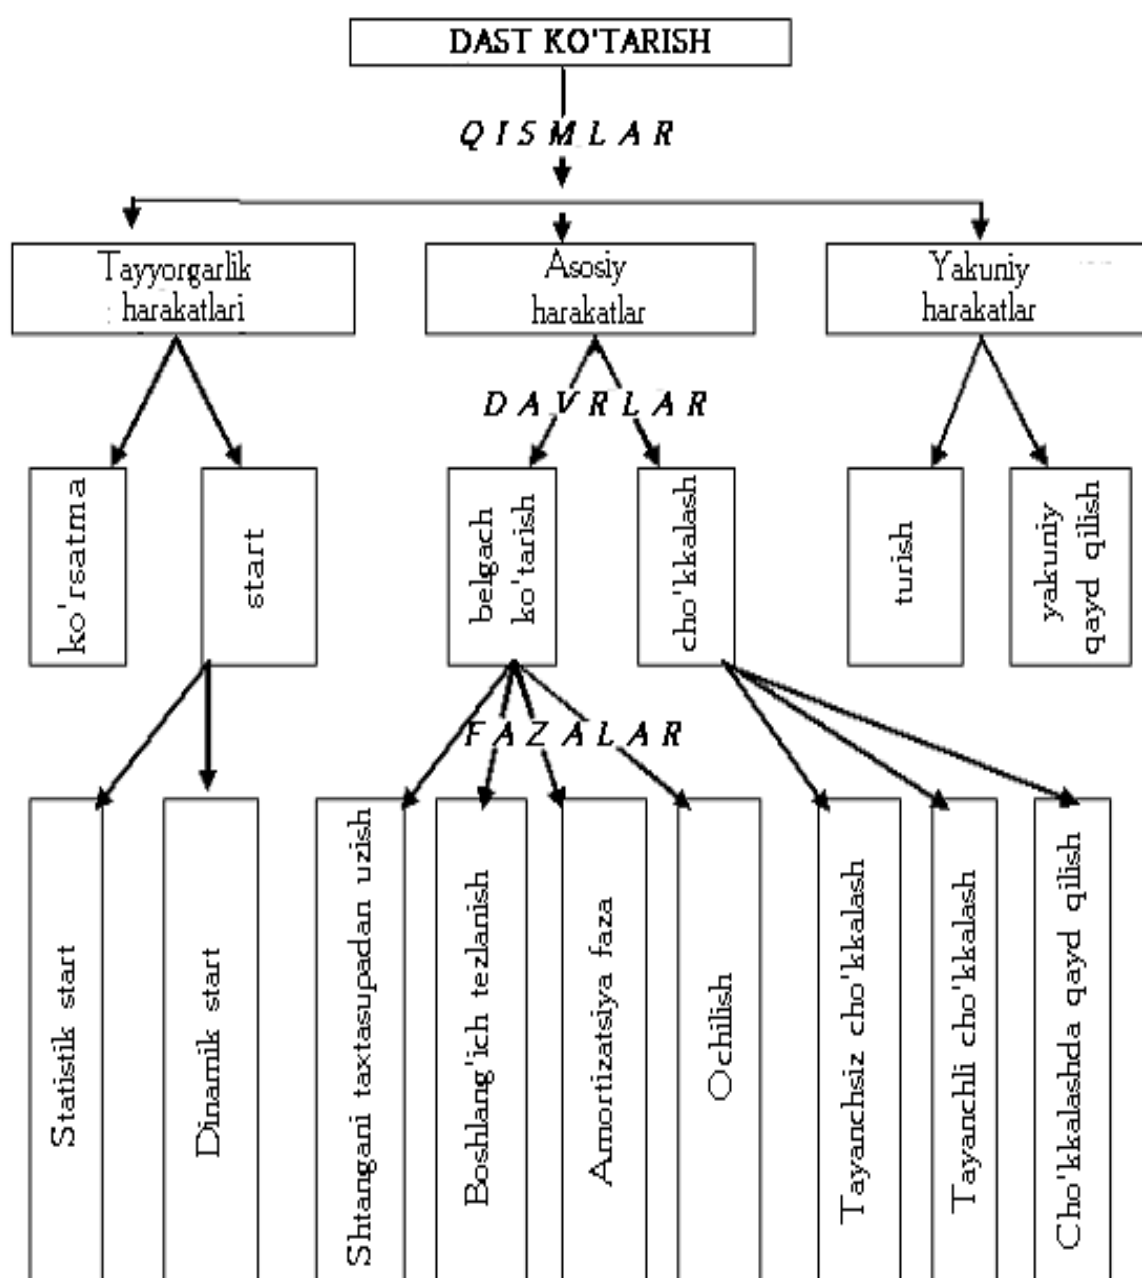 DAST KO'TARISH
QISMLAR
Tayyorgarlik
harakatlari
Asosiy
harakatlar
Yakuniy
harakatlar
DAVRLAR
ko'rsatma
start
belgach
ko'tarish
cho'kkalash
turish
yakuniy
qayd qilish
FAZALAR
Statistik start
Dinamik start
Shtangani taxtasupadan uzish
Boshlang'ich tezlanish
Amortizatsiya faza
Ochilish
Tayanchsiz cho'kkalash
Tayanchli cho'kkalash
Cho'kkalashda qayd qilish